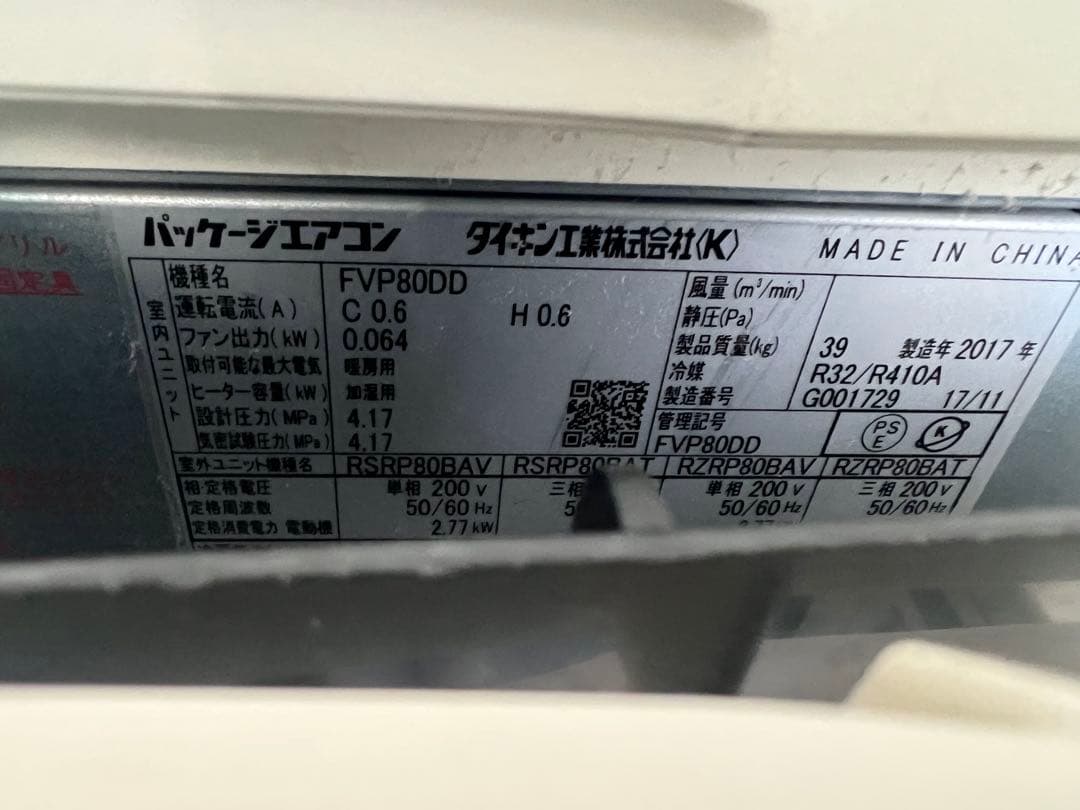 リル
固定具
パッケージエアコン ダイキン工業株式会社〈K〉 MADE IN CHINA
室内ユニット
機種名 FVP80DD 風量(m³/min)
運転電流(A) C 0.6 H 0.6 静圧(Pa)
ファン出力(kW) 0.064 製品質量(kg) 39 製造年 2017 年
取付可能な最大電気 暖房用 冷媒 R32/R410A
ヒーター容量(kW) 加湿用 製造番号 G001729 17/11
設計圧力(MPa) 4.17 管理記号
気密試験圧力(MPa) 4.17 FVP80DD
PS
E
K
室外ユニット機種名 RSRP80BAV RSRP80BAT RZRP80BAV RZRP80BAT
相・定格電圧 単相 200 V 三相 単相 200 V 三相 200 V
定格周波数 50/60 Hz 5 50/60 Hz 50/60 Hz
定格消費電力 電動機 2.77 kW